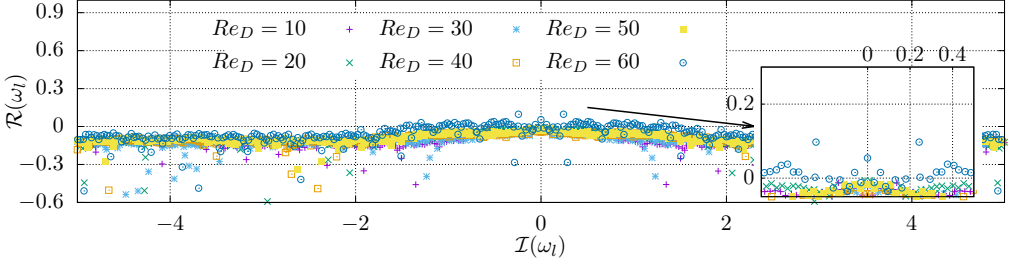 0.9
0.6
0.3
0
−0.3
−0.6
ℛ(ω_l)
Re_D = 10 Re_D = 30 Re_D = 50
Re_D = 20 Re_D = 40 Re_D = 60
0 0.2 0.4
0.2
0
−4 −2 0 2 4
ℐ(ω_l)